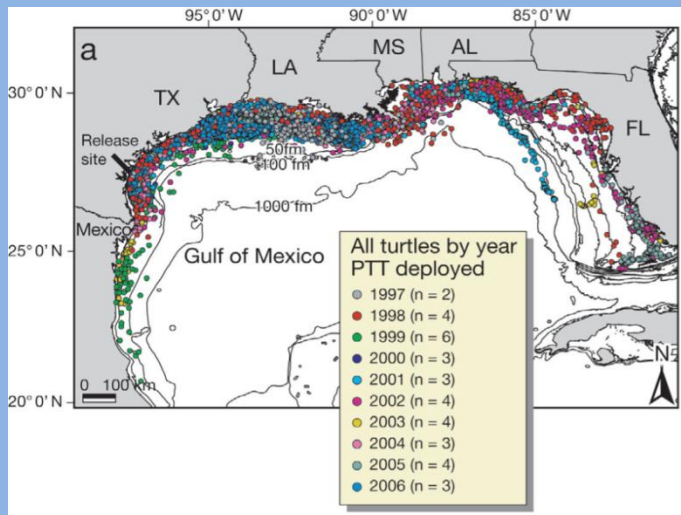 95°0'W 90°0'W 85°0'W
a
MS AL
LA
TX
30°0'N
FL
Release
site
50fm
100 fm
1000 fm
Mexico
25°0'N
Gulf of Mexico
All turtles by year
PTT deployed
1997 (n = 2)
1998 (n = 4)
1999 (n = 6)
2000 (n = 3)
2001 (n = 3)
2002 (n = 4)
2003 (n = 4)
2004 (n = 3)
2005 (n = 4)
2006 (n = 3)
N
0 100 km
20°0'N